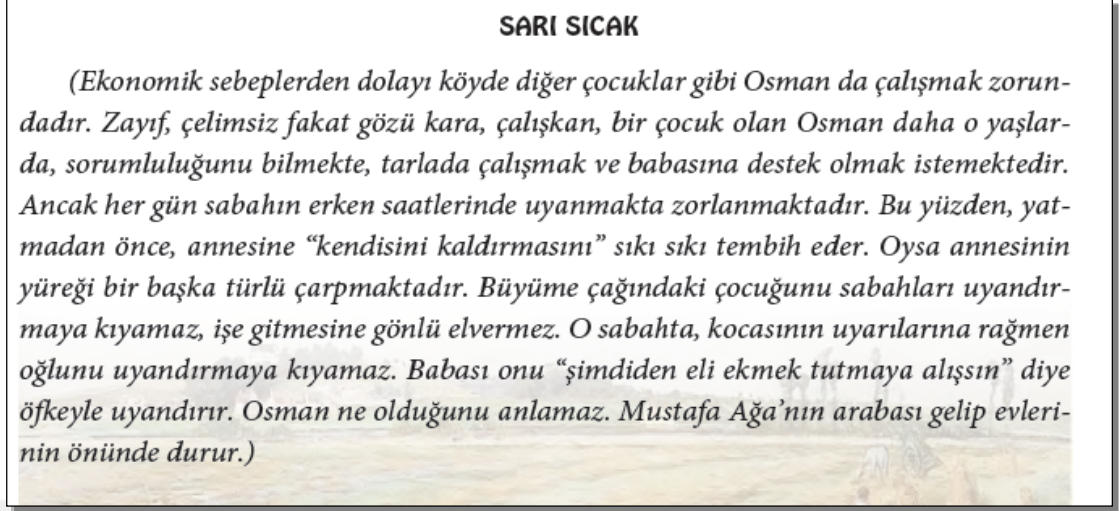 SARI SICAK
(Ekonomik sebeplerden dolayı köyde diğer çocuklar gibi Osman da çalışmak zorun-
dadır. Zayıf, çelimsiz fakat gözü kara, çalışkan, bir çocuk olan Osman daha o yaşlar-
da, sorumluluğunu bilmekte, tarlada çalışmak ve babasına destek olmak istemektedir.
Ancak her gün sabahın erken saatlerinde uyanmakta zorlanmaktadır. Bu yüzden, yat-
madan önce, annesine “kendisini kaldırmasını” sıkı sıkı tembih eder. Oysa annesinin
yüreği bir başka türlü çarpmaktadır. Büyüme çağındaki çocuğunu sabahları uyandır-
maya kıyamaz, işe gitmesine gönlü elvermez. O sabahta, kocasının uyarılarına rağmen
oğlunu uyandırmaya kıyamaz. Babası onu “şimdiden eli ekmek tutmaya alışsın” diye
öfkeyle uyandırır. Osman ne olduğunu anlamaz. Mustafa Ağa’nın arabası gelip evleri-
nin önünde durur.)